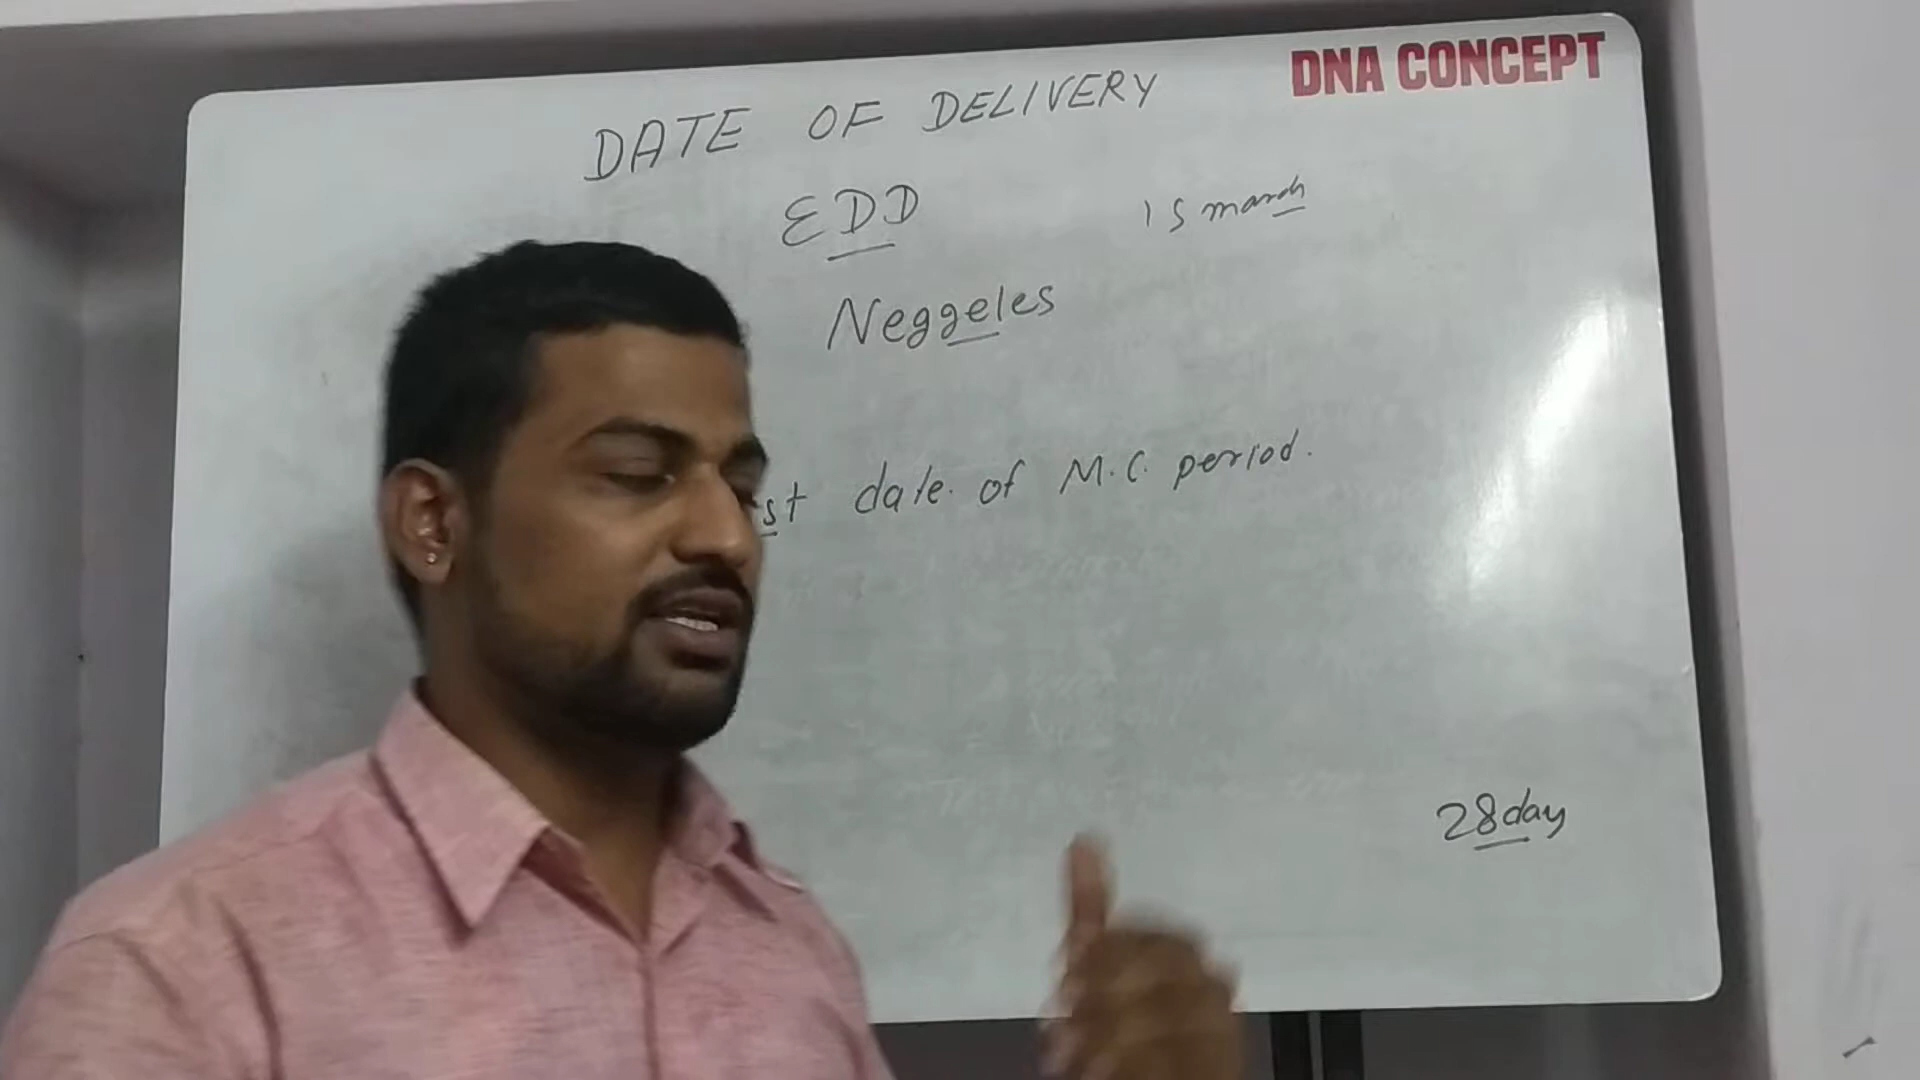 DNA CONCEPT
DATE OF DELIVERY
EDD
15 march
Neggeles
st date. of M.C. period.
28day